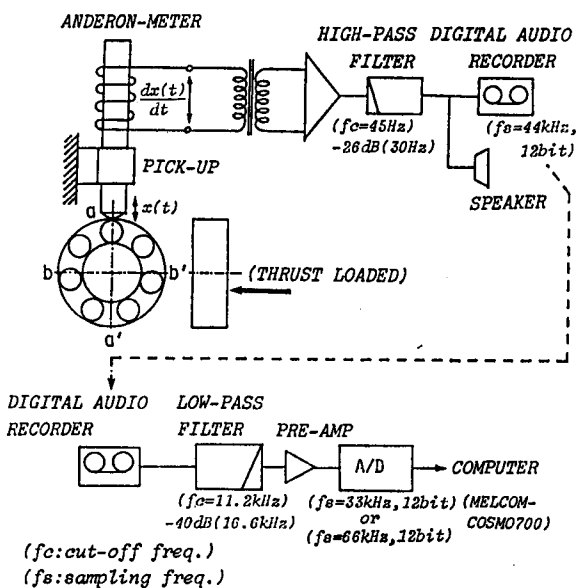 ANDERON-METER
HIGH-PASS DIGITAL AUDIO
FILTER RECORDER
dx(t)
dt
(fc=45Hz) (fs=44kHz,
-26dB(30Hz) 12bit)
PICK-UP
SPEAKER
a x(t)
b b' (THRUST LOADED)
a'
DIGITAL AUDIO LOW-PASS
RECORDER FILTER PRE-AMP
A/D COMPUTER
(fc=11.2kHz) (fs=33kHz,12bit) (MELCOM-
-40dB(16.6kHz) or COSMO700)
(fs=66kHz,12bit)
(fc:cut-off freq.)
(fs:sampling freq.)